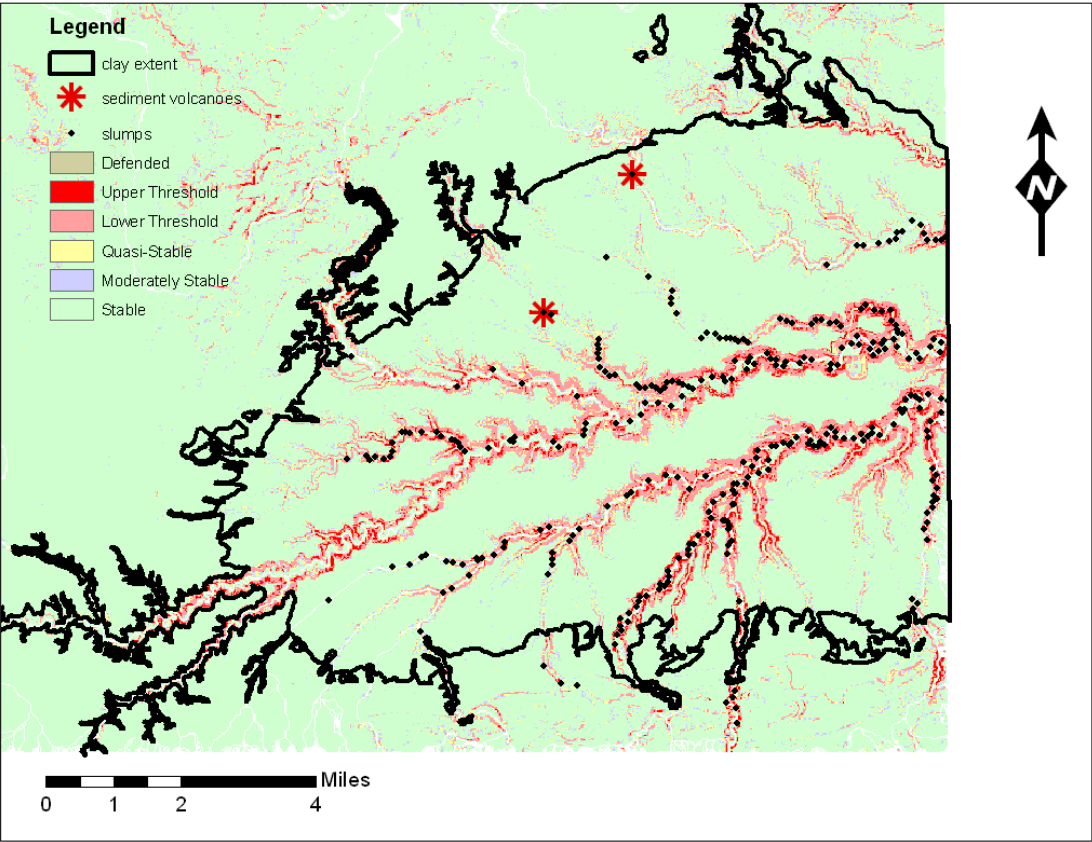 Legend
clay extent
sediment volcanoes
slumps
Defended
Upper Threshold
Lower Threshold
Quasi-Stable
Moderately Stable
Stable
N
Miles
0 1 2 4